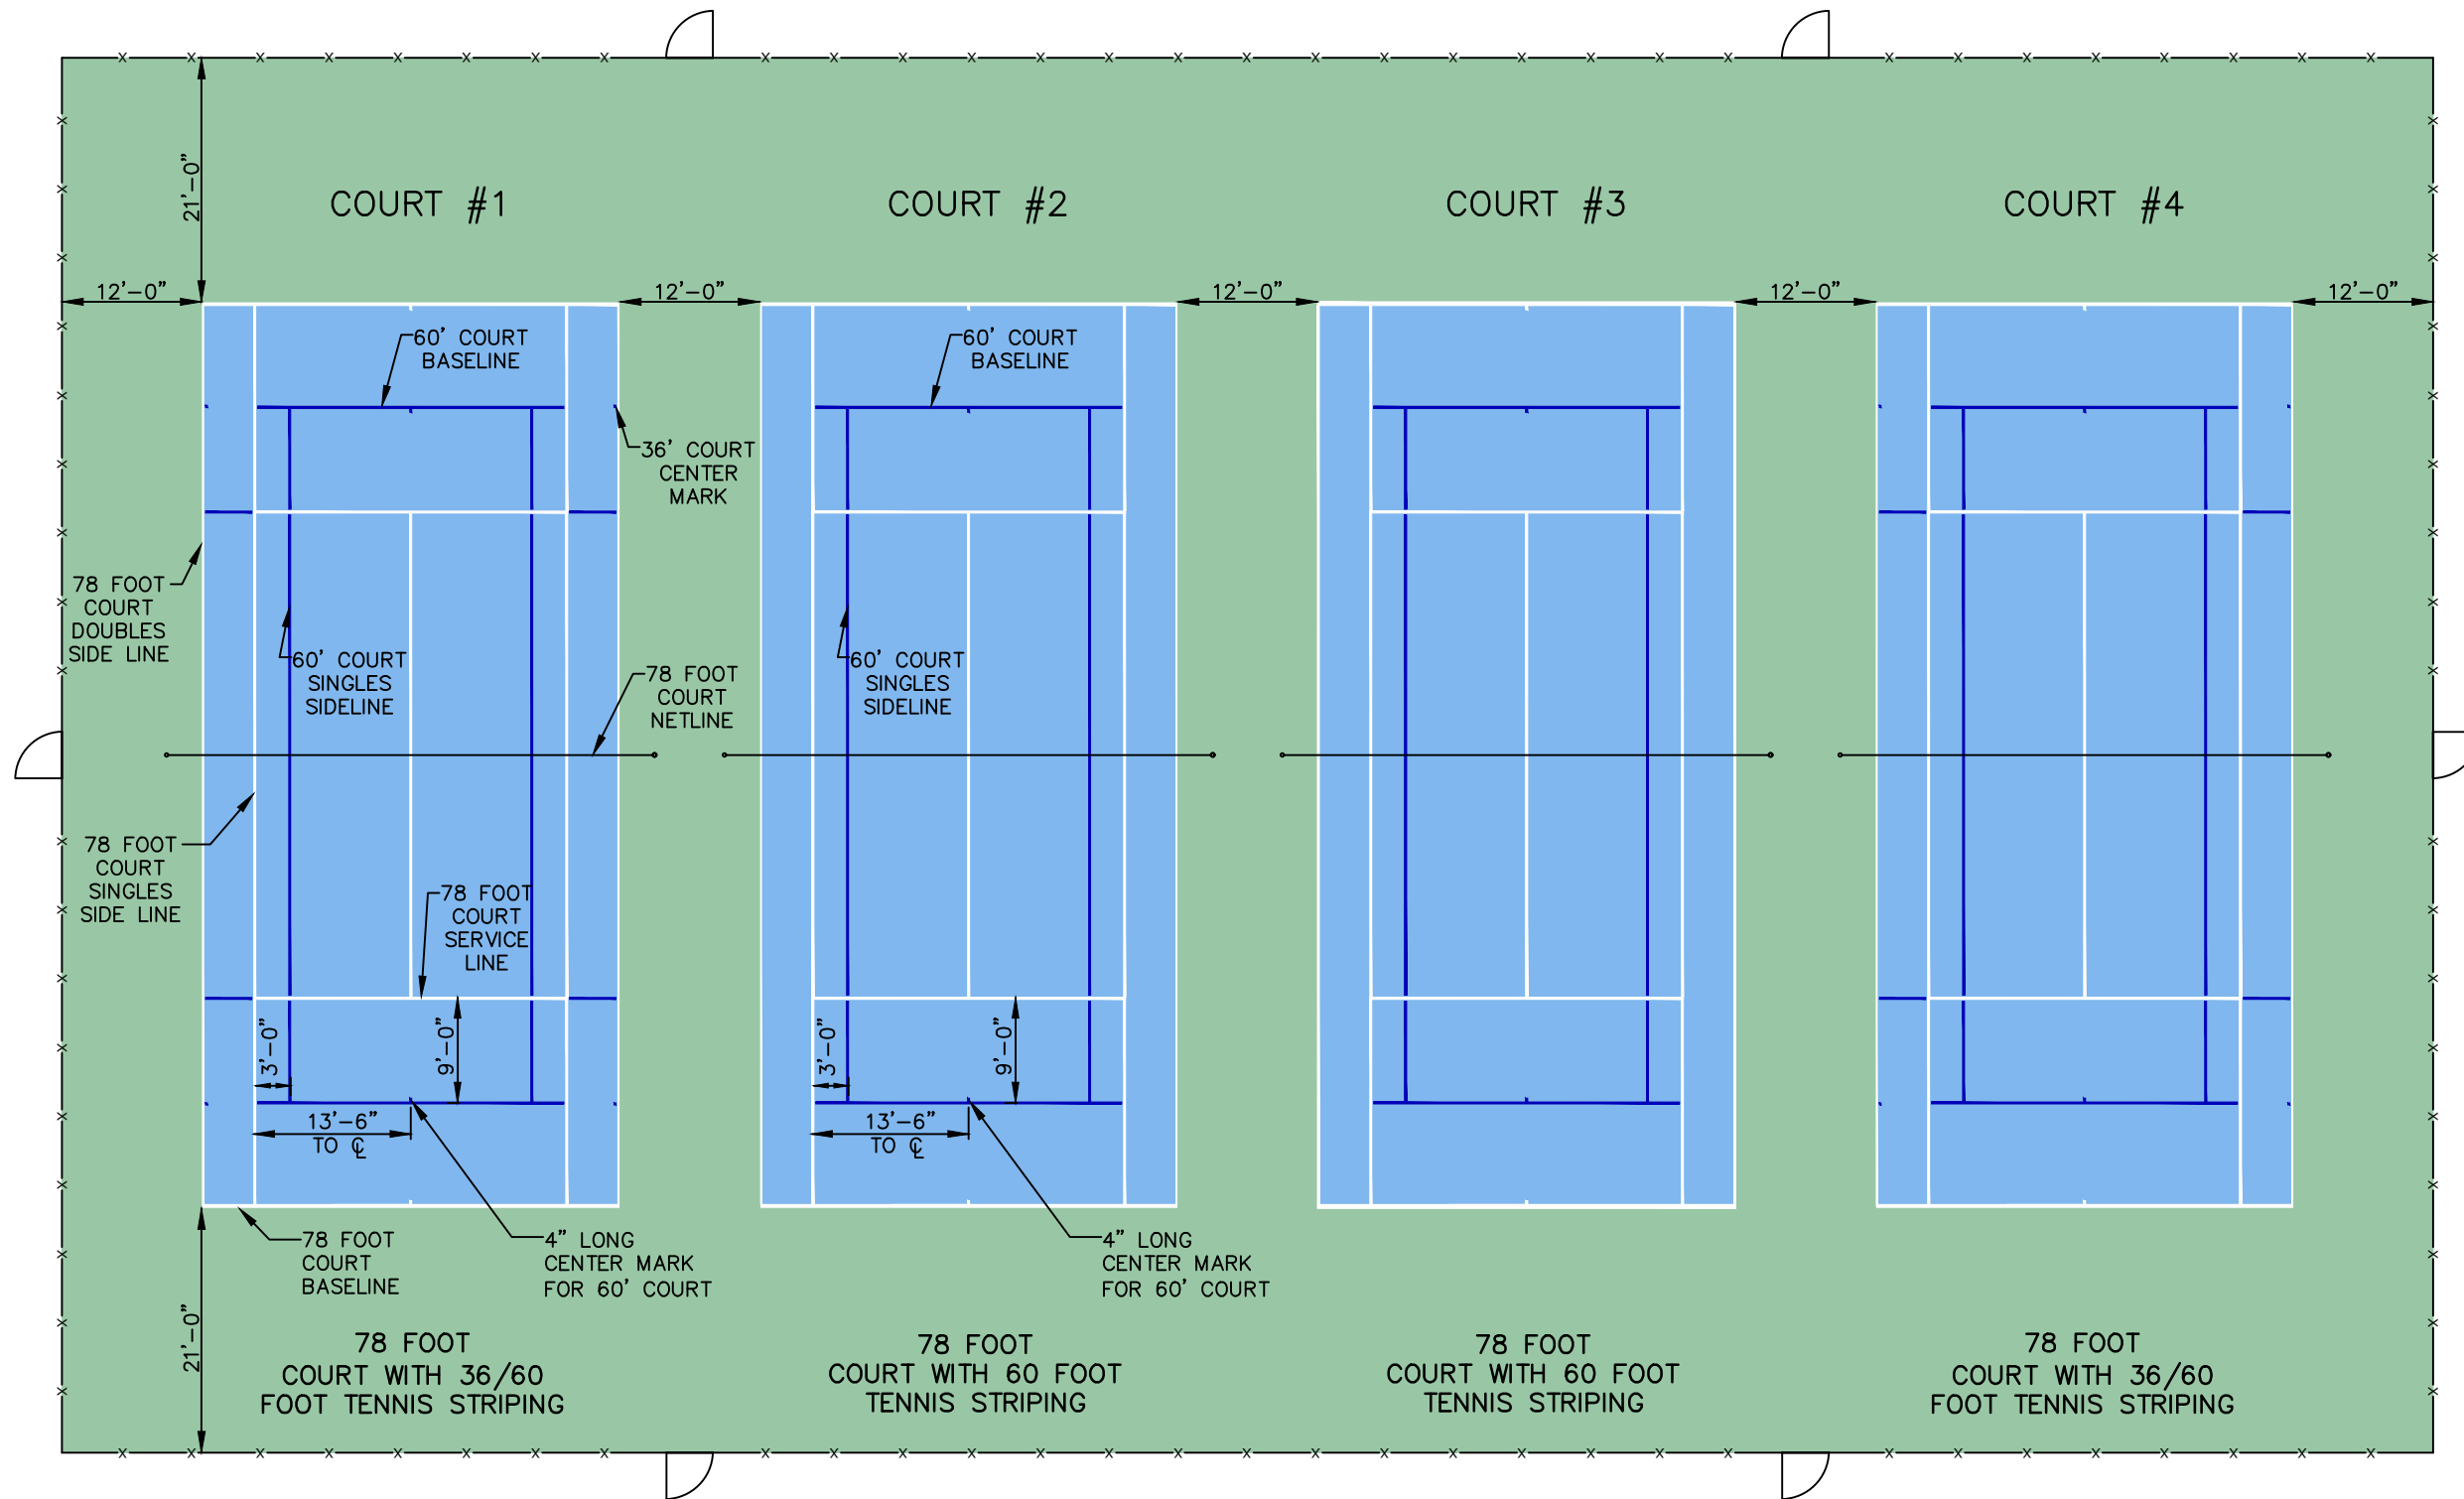 COURT #1
COURT #2
COURT #3
COURT #4
21'-0"
12'-0"
12'-0"
12'-0"
12'-0"
12'-0"
60' COURT
BASELINE
60' COURT
BASELINE
36' COURT
CENTER
MARK
78 FOOT
COURT
DOUBLES
SIDE LINE
60' COURT
SINGLES
SIDELINE
78 FOOT
COURT
NETLINE
60' COURT
SINGLES
SIDELINE
78 FOOT
COURT
SINGLES
SIDE LINE
78 FOOT
COURT
SERVICE
LINE
3'-0"
9'-0"
3'-0"
9'-0"
13'-6"
TO ℄
13'-6"
TO ℄
78 FOOT
COURT
BASELINE
4" LONG
CENTER MARK
FOR 60' COURT
4" LONG
CENTER MARK
FOR 60' COURT
21'-0"
78 FOOT
COURT WITH 36/60
FOOT TENNIS STRIPING
78 FOOT
COURT WITH 60 FOOT
TENNIS STRIPING
78 FOOT
COURT WITH 60 FOOT
TENNIS STRIPING
78 FOOT
COURT WITH 36/60
FOOT TENNIS STRIPING